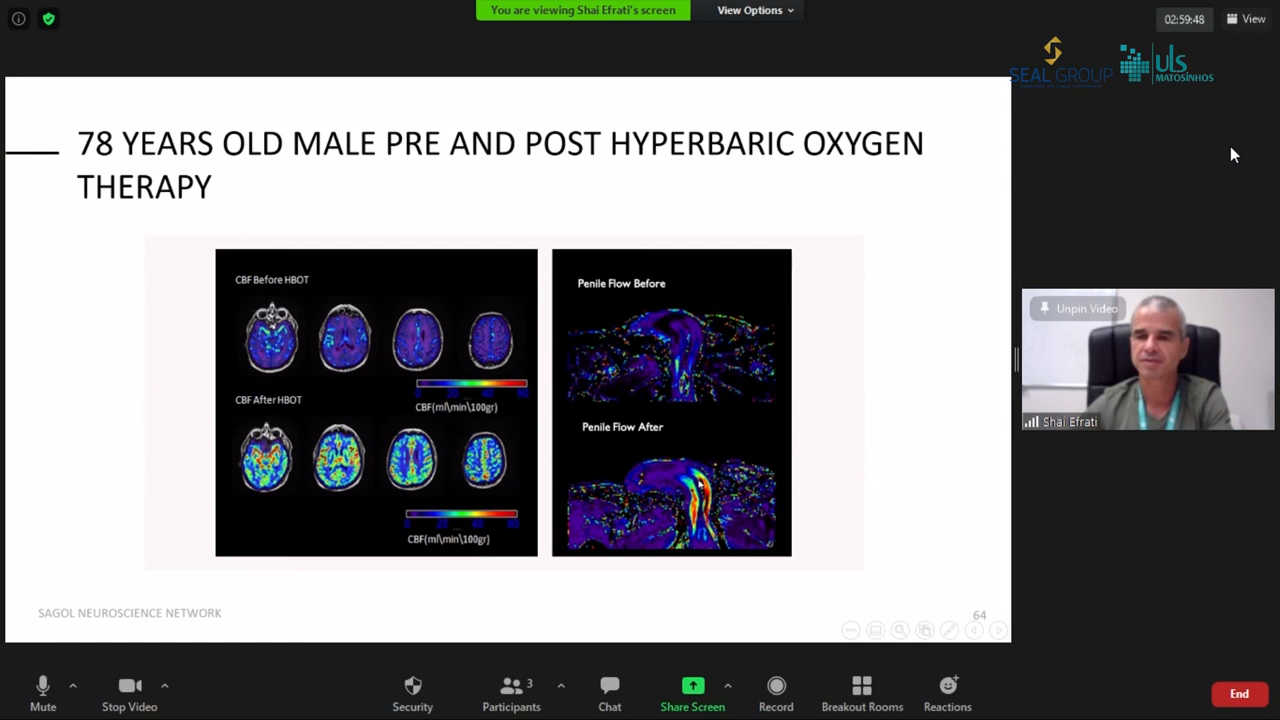 You are viewing Shai Efrati's screen
View Options
02:59:48
View
SEAL GROUP
uls
MATOSINHOS
78 YEARS OLD MALE PRE AND POST HYPERBARIC OXYGEN
THERAPY
CBF Before HBOT
CBF(ml\min\100gr)
CBF After HBOT
CBF(ml\min\100gr)
Penile Flow Before
Penile Flow After
Unpin Video
Shai Efrati
SAGOL NEUROSCIENCE NETWORK
64
Mute
Stop Video
Security
3
Participants
Chat
Share Screen
Record
Breakout Rooms
Reactions
End